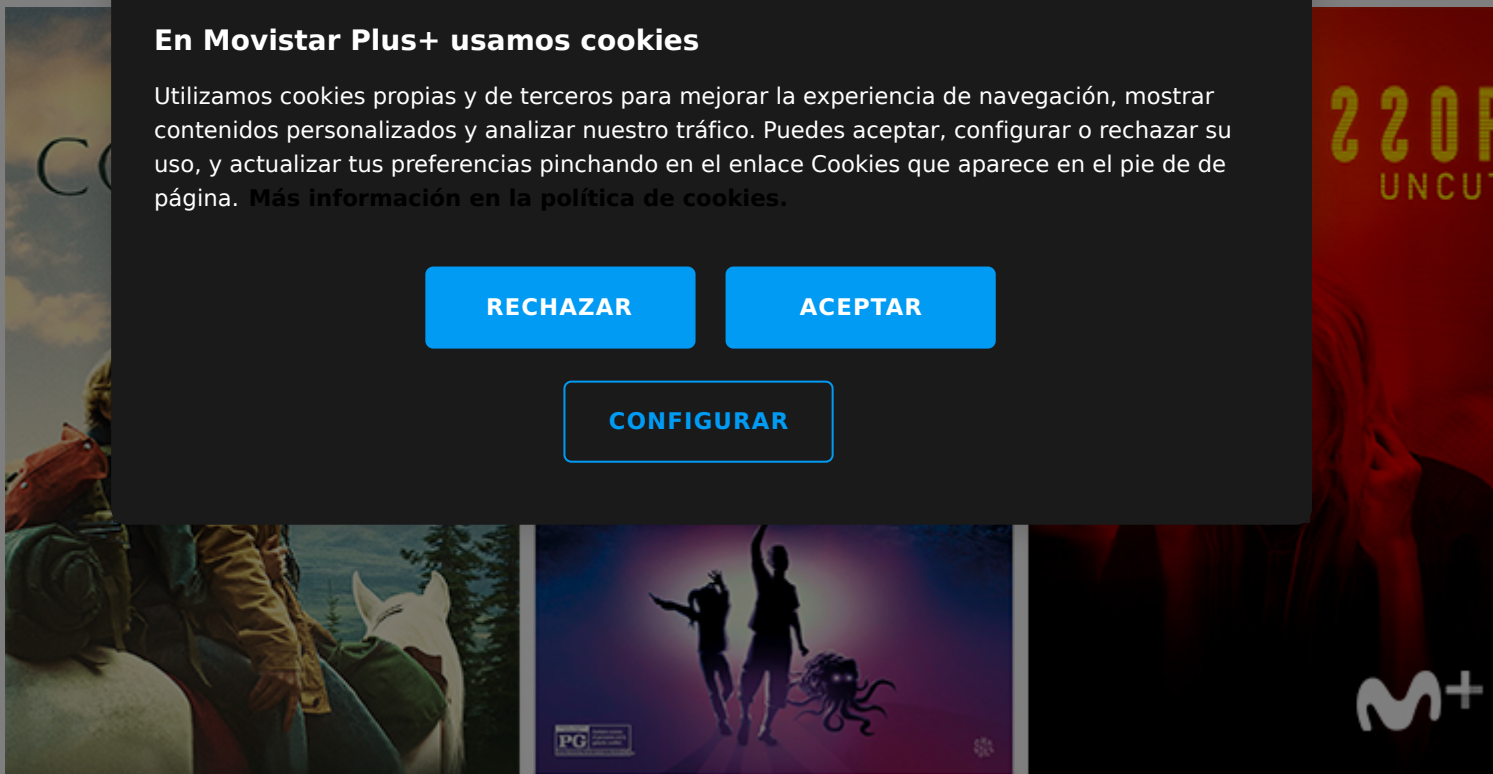 En Movistar Plus+ usamos cookies
Utilizamos cookies propias y de terceros para mejorar la experiencia de navegación, mostrar
contenidos personalizados y analizar nuestro tráfico. Puedes aceptar, configurar o rechazar su
uso, y actualizar tus preferencias pinchando en el enlace Cookies que aparece en el pie de de
página. Más información en la política de cookies.
RECHAZAR
ACEPTAR
CONFIGURAR
PG
M+